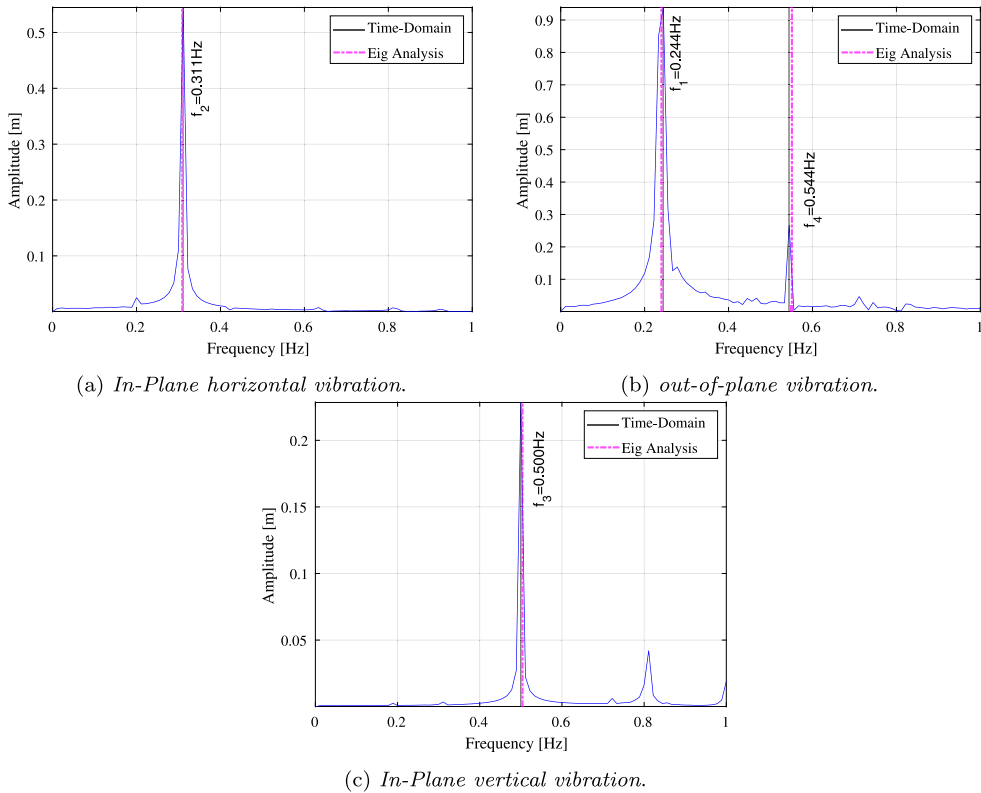 0.5
0.4
0.3
0.2
0.1
Amplitude [m]
Time-Domain
Eig Analysis
f2=0.311Hz
0 0.2 0.4 0.6 0.8 1
Frequency [Hz]
(a) In-Plane horizontal vibration.
0.9
0.8
0.7
0.6
0.5
0.4
0.3
0.2
0.1
Amplitude [m]
Time-Domain
Eig Analysis
f1=0.244Hz
f4=0.544Hz
0 0.2 0.4 0.6 0.8 1
Frequency [Hz]
(b) out-of-plane vibration.
0.2
0.15
0.1
0.05
Amplitude [m]
Time-Domain
Eig Analysis
f3=0.500Hz
0 0.2 0.4 0.6 0.8 1
Frequency [Hz]
(c) In-Plane vertical vibration.